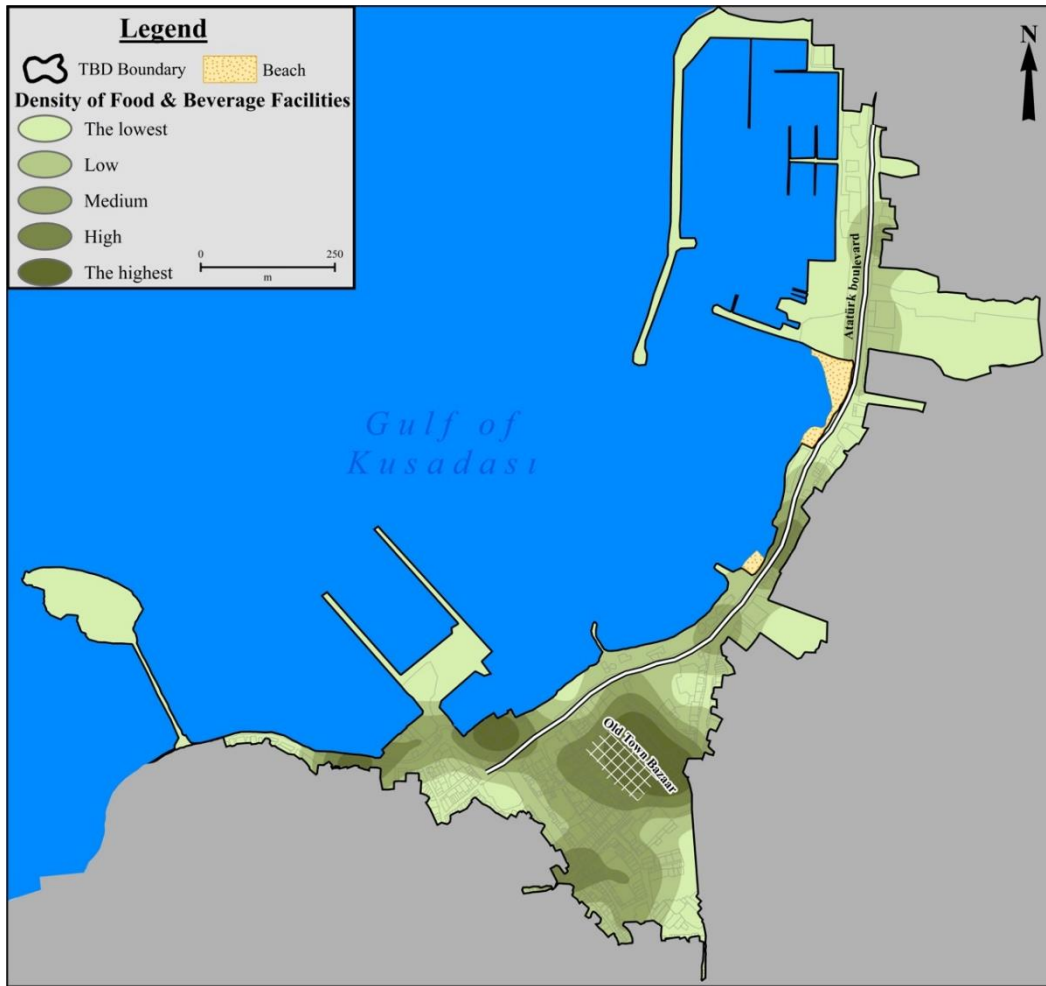 Legend
TBD Boundary
Beach
Density of Food & Beverage Facilities
The lowest
Low
Medium
High
The highest
0 250
m
N
Atatürk boulevard
Gulf of
Kusadası
Old Town Bazaar